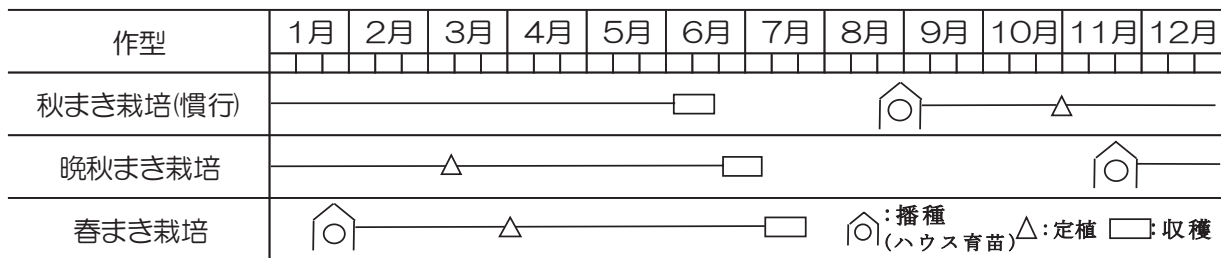 作型 1月 2月 3月 4月 5月 6月 7月 8月 9月 10月 11月 12月
秋まき栽培(慣行)
晩秋まき栽培
春まき栽培
:播種
(ハウス育苗) :定植 :収穫